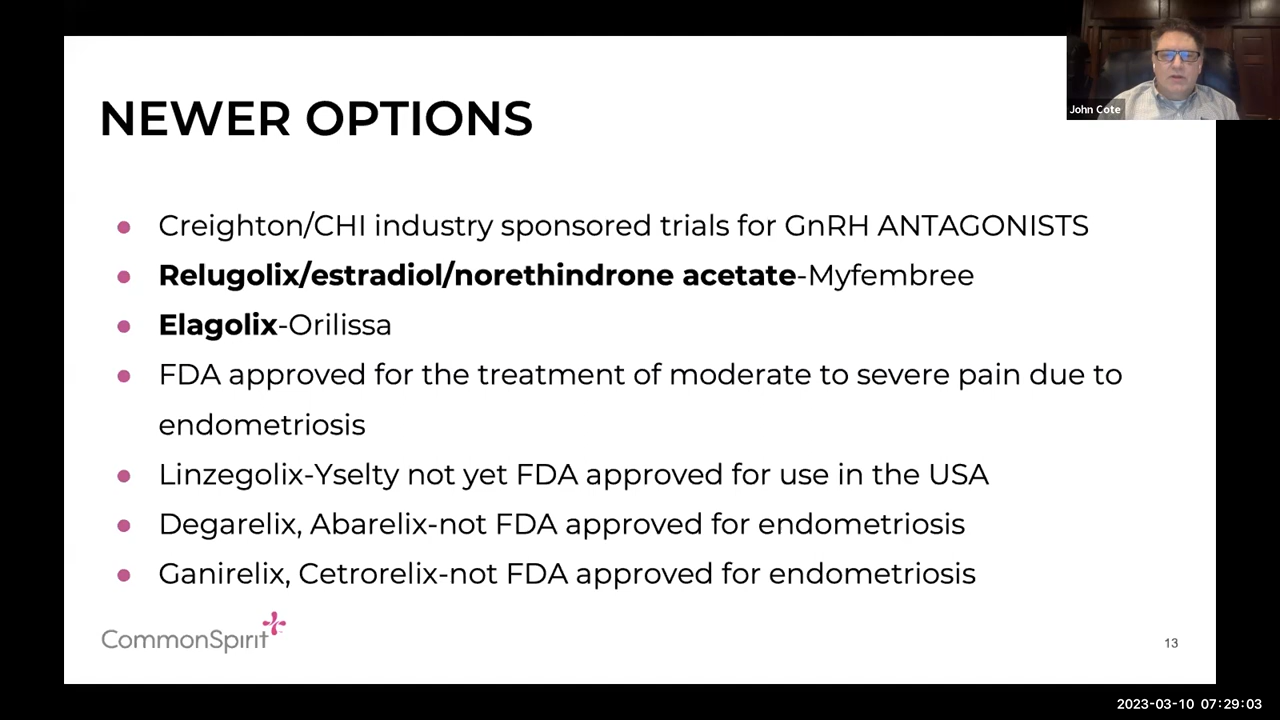 NEWER OPTIONS
John Cote
Creighton/CHI industry sponsored trials for GnRH ANTAGONISTS
Relugolix/estradiol/norethindrone acetate-Myfembree
Elagolix-Orilissa
FDA approved for the treatment of moderate to severe pain due to
endometriosis
Linzegolix-Yselty not yet FDA approved for use in the USA
Degarelix, Abarelix-not FDA approved for endometriosis
Ganirelix, Cetrorelix-not FDA approved for endometriosis
CommonSpirit
13
2023-03-10 07:29:03